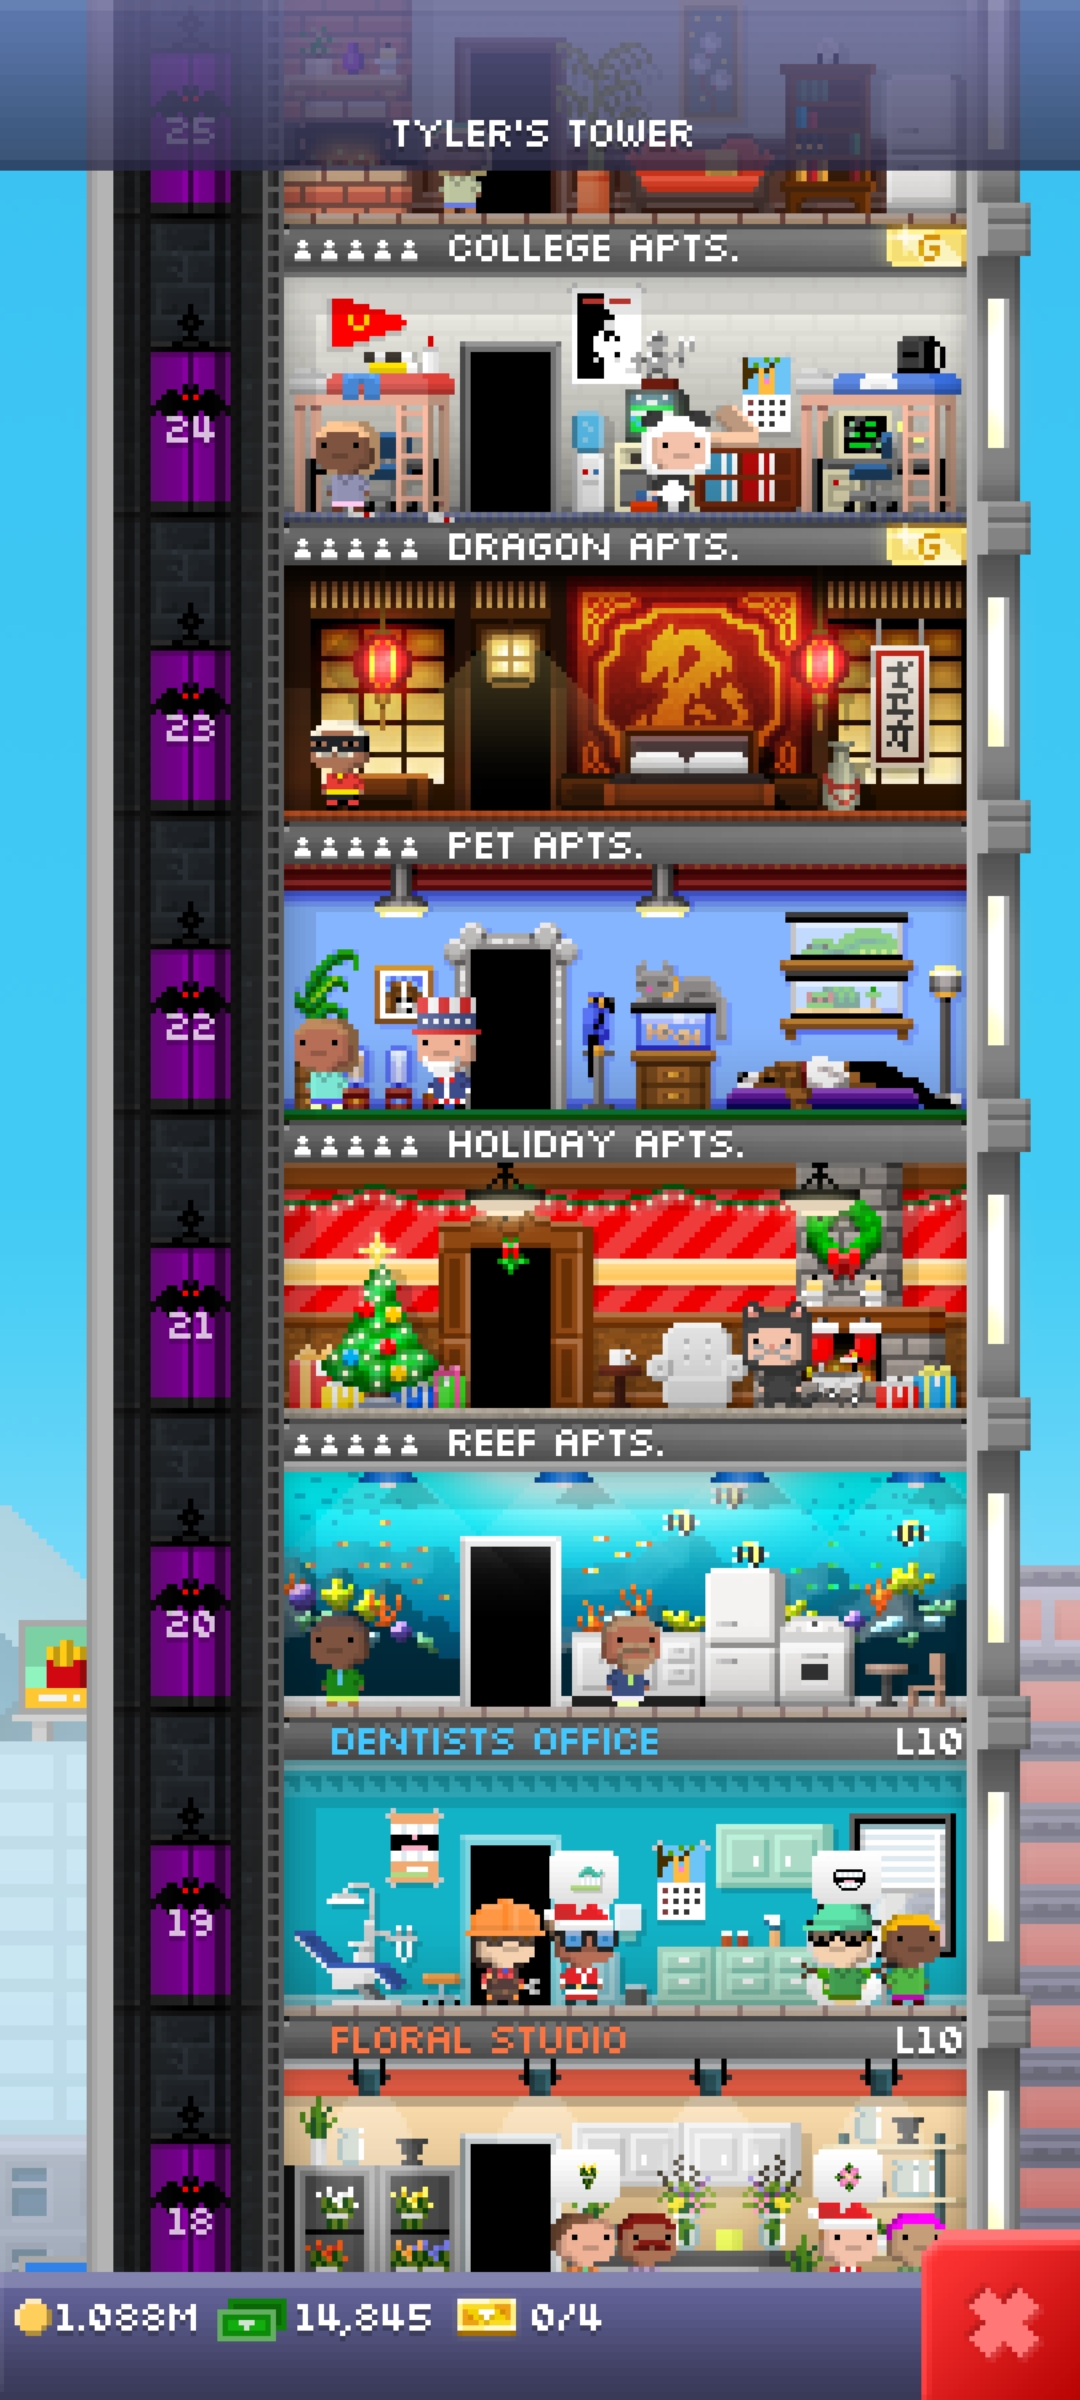 TYLER'S TOWER
25
COLLEGE APTS. G
24
DRAGON APTS. G
23
PET APTS.
22
HOLIDAY APTS.
21
REEF APTS.
20
DENTISTS OFFICE L10
19
FLORAL STUDIO L10
18
1.088M 14,845 0/4